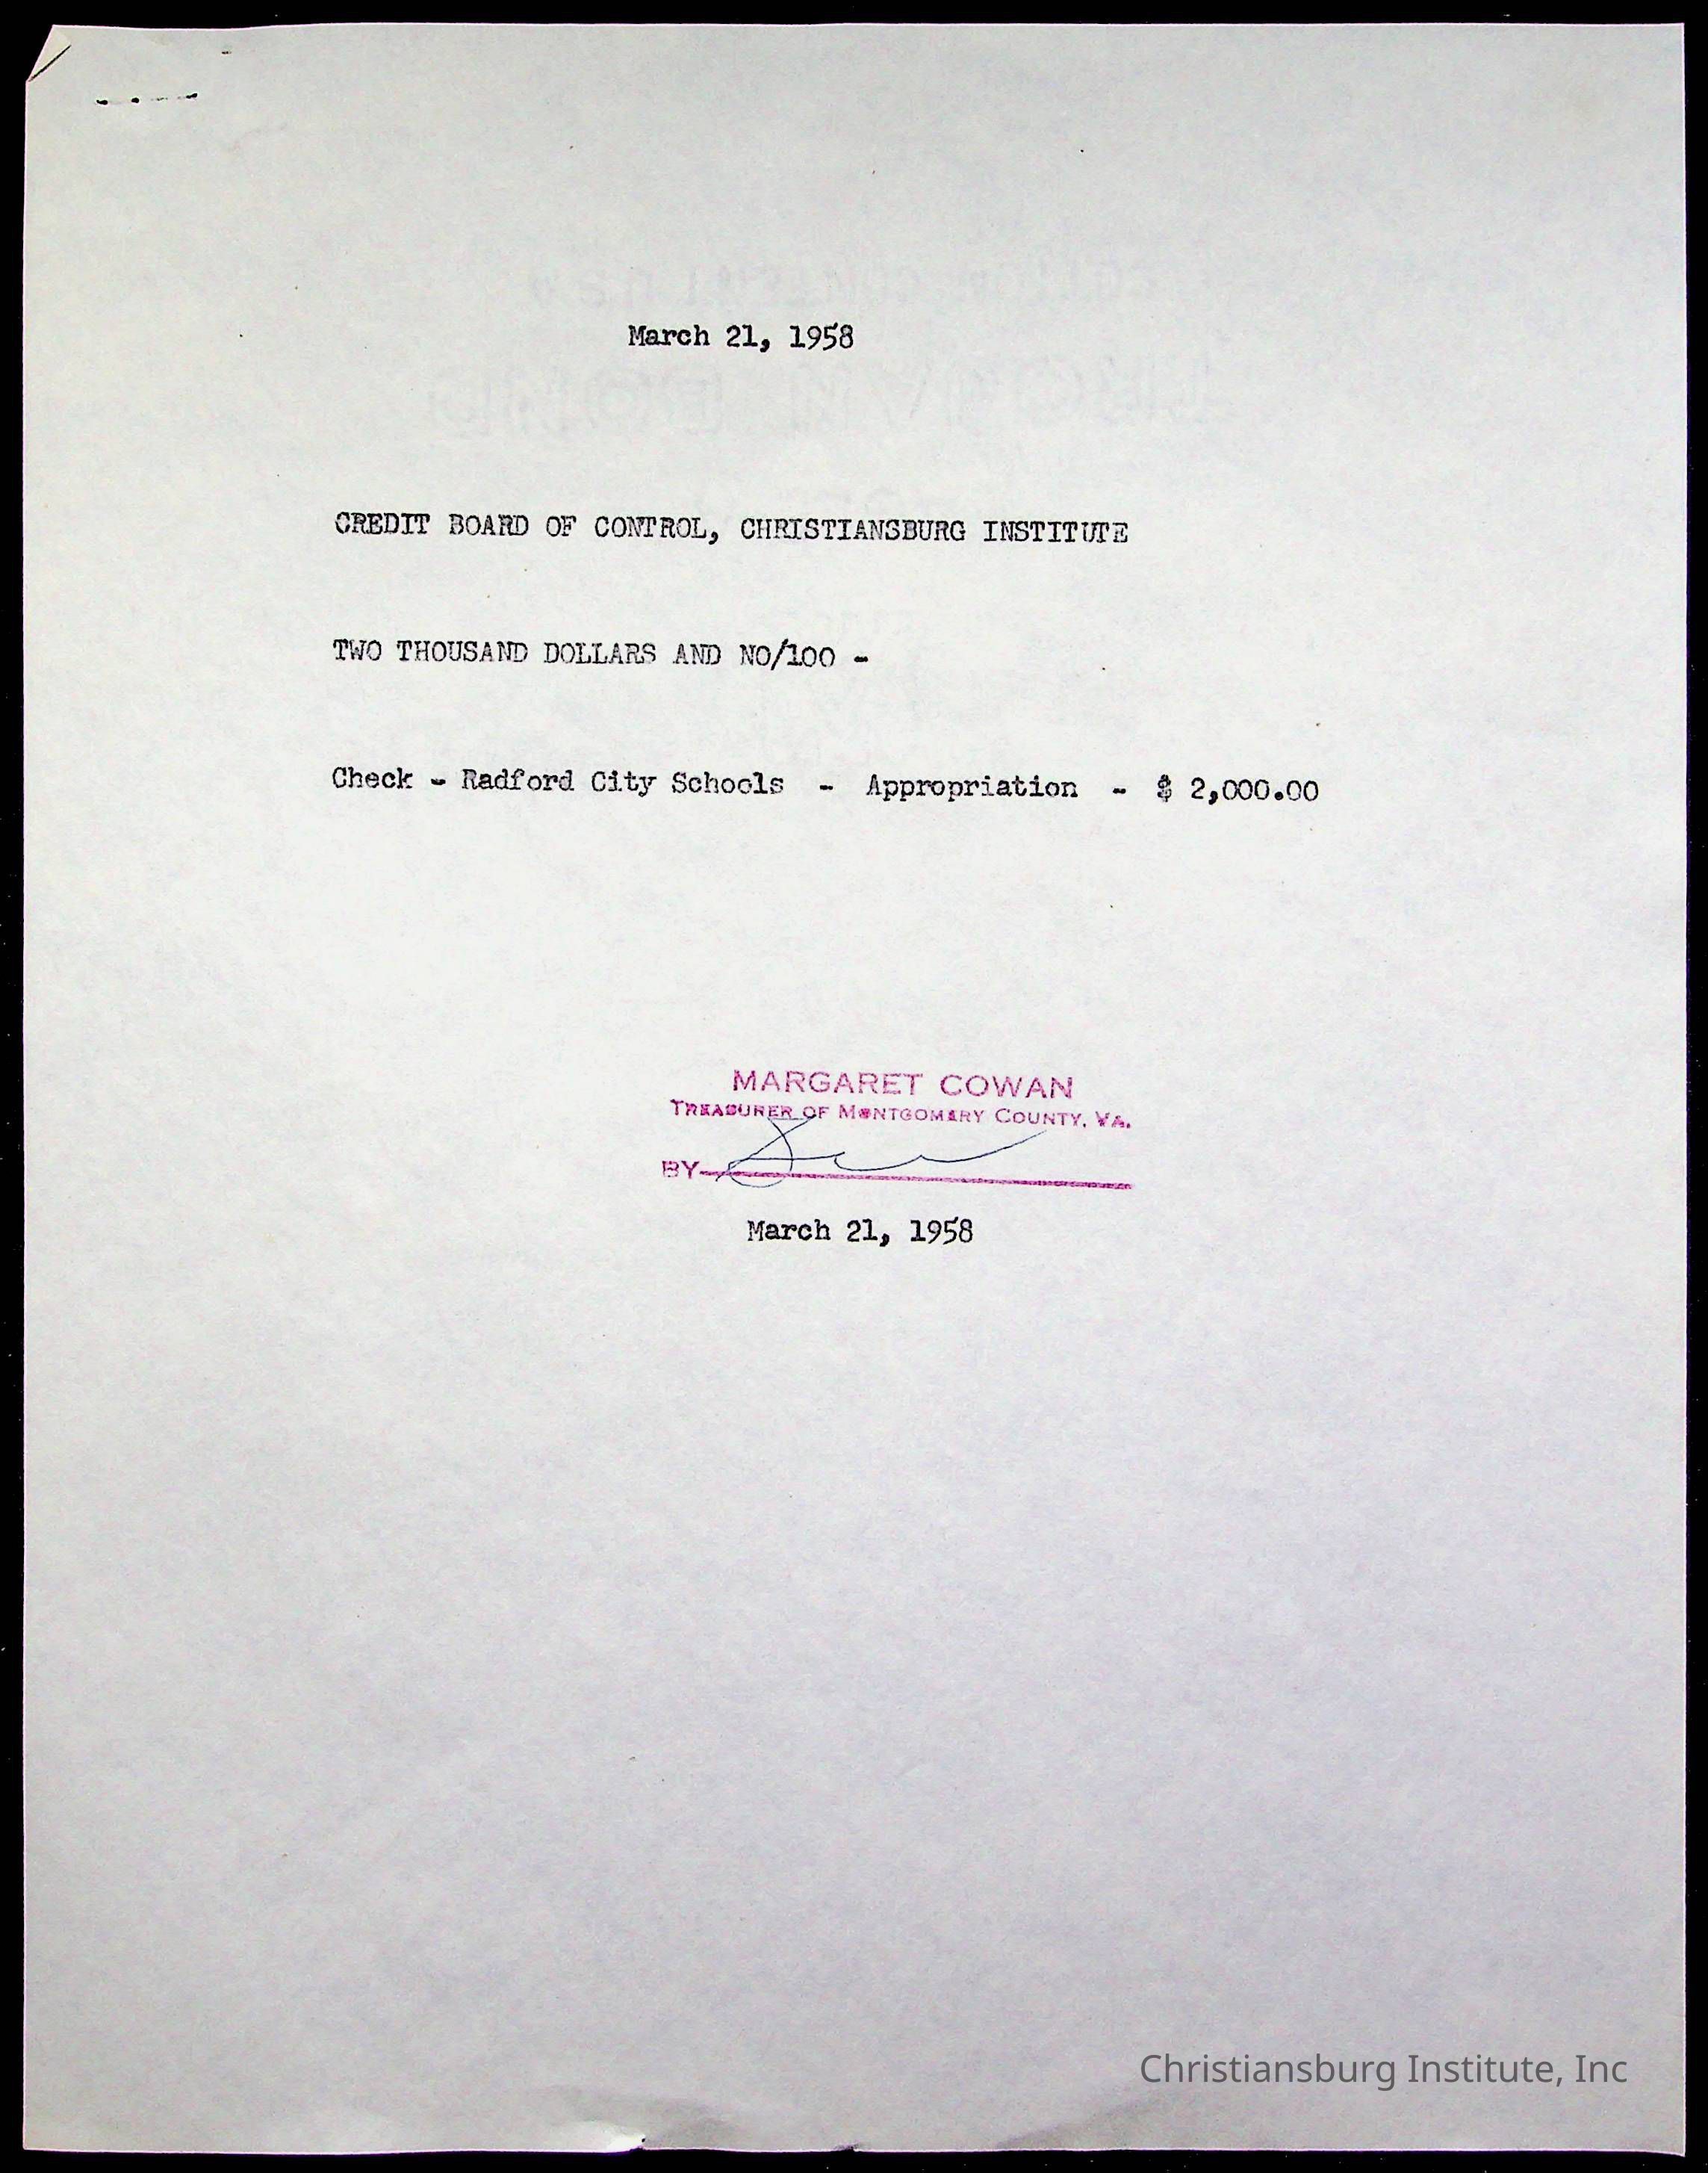 March 21, 1958
CREDIT BOARD OF CONTROL, CHRISTIANSBURG INSTITUTE
TWO THOUSAND DOLLARS AND NO/100 -
Check - Radford City Schools - Appropriation - $ 2,000.00
MARGARET COWAN
TREASURER OF MONTGOMERY COUNTY, VA.
BY
March 21, 1958
Christiansburg Institute, Inc